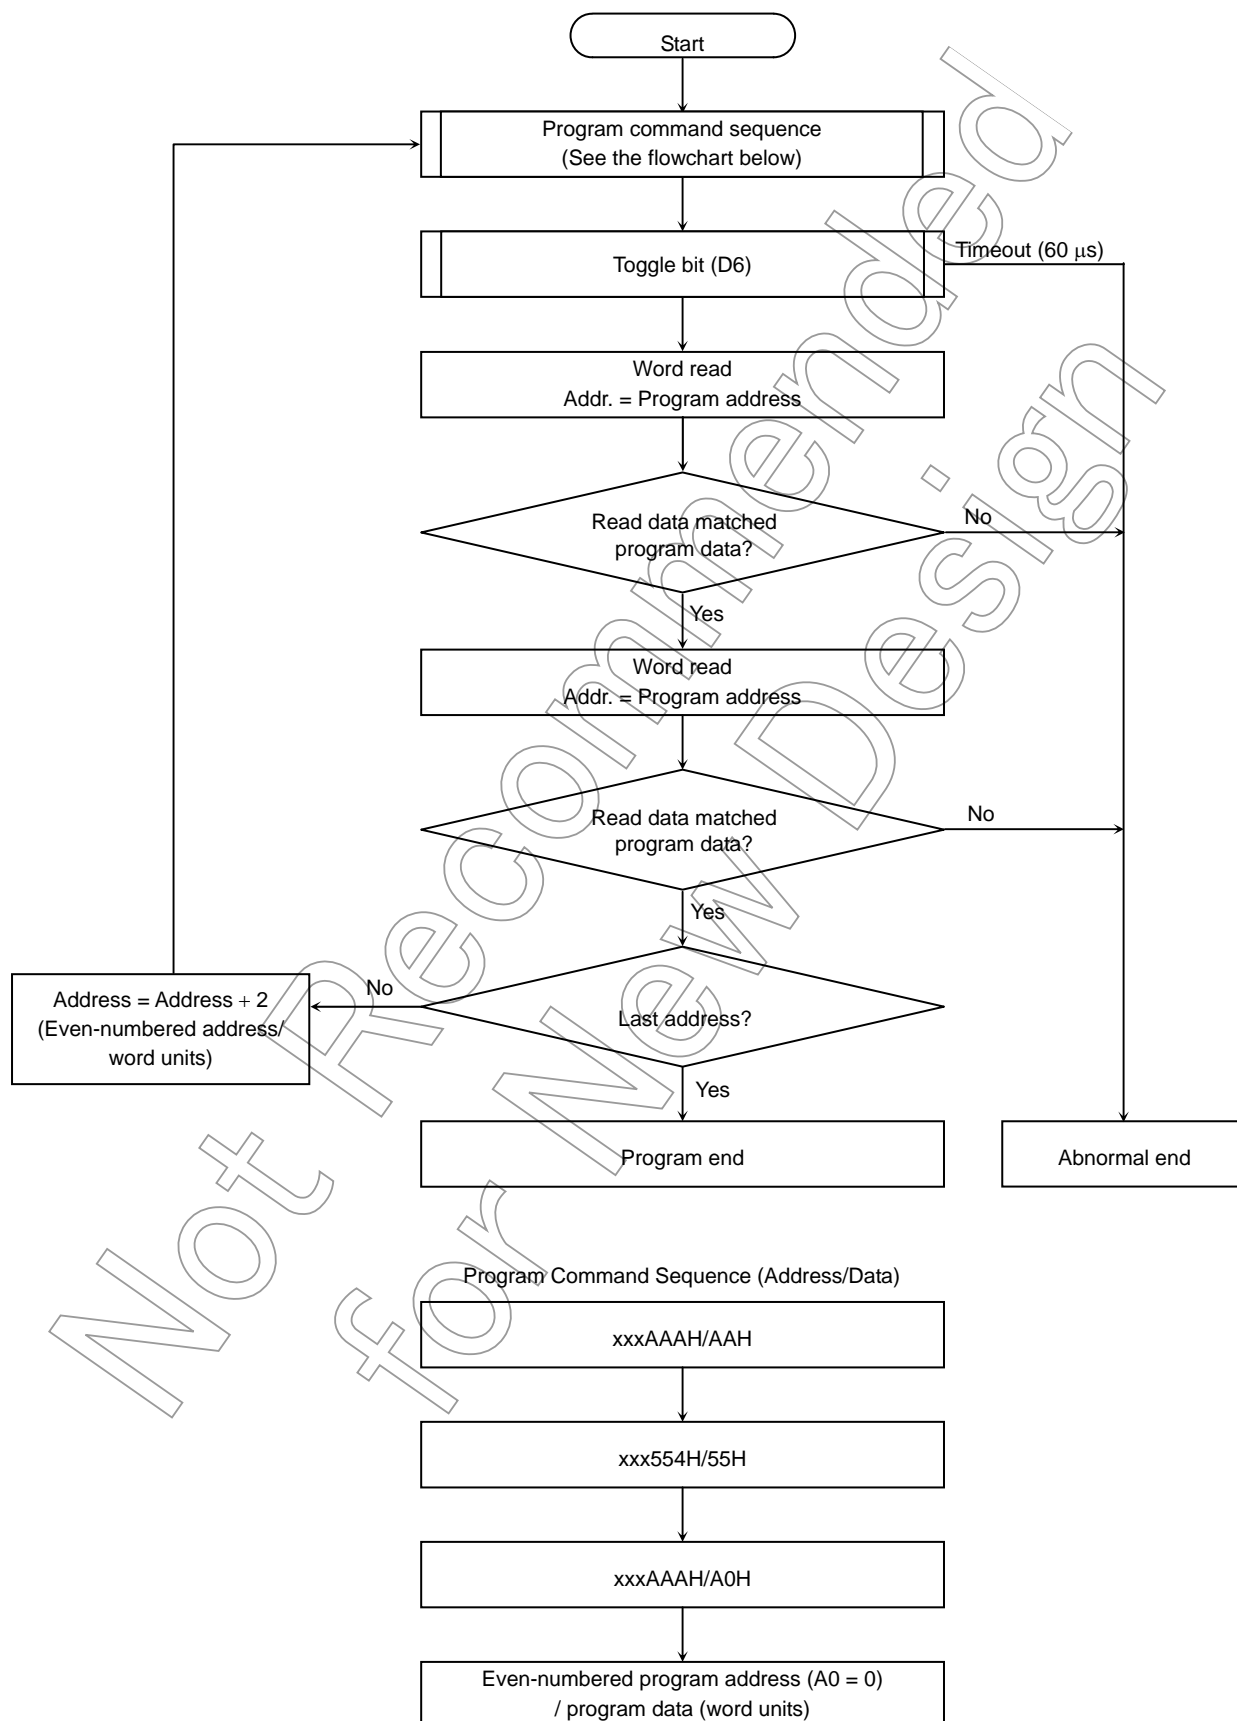 Start
Program command sequence
(See the flowchart below)
Toggle bit (D6)
Timeout (60 μs)
Word read
Addr. = Program address
Read data matched
program data?
No
Yes
Word read
Addr. = Program address
Read data matched
program data?
No
Yes
Address = Address + 2
(Even-numbered address/
word units)
No
Last address?
Yes
Program end
Abnormal end
Program Command Sequence (Address/Data)
xxxAAAH/AAH
xxx554H/55H
xxxAAAH/A0H
Even-numbered program address (A0 = 0)
/ program data (word units)
Not Recommended
for New Design